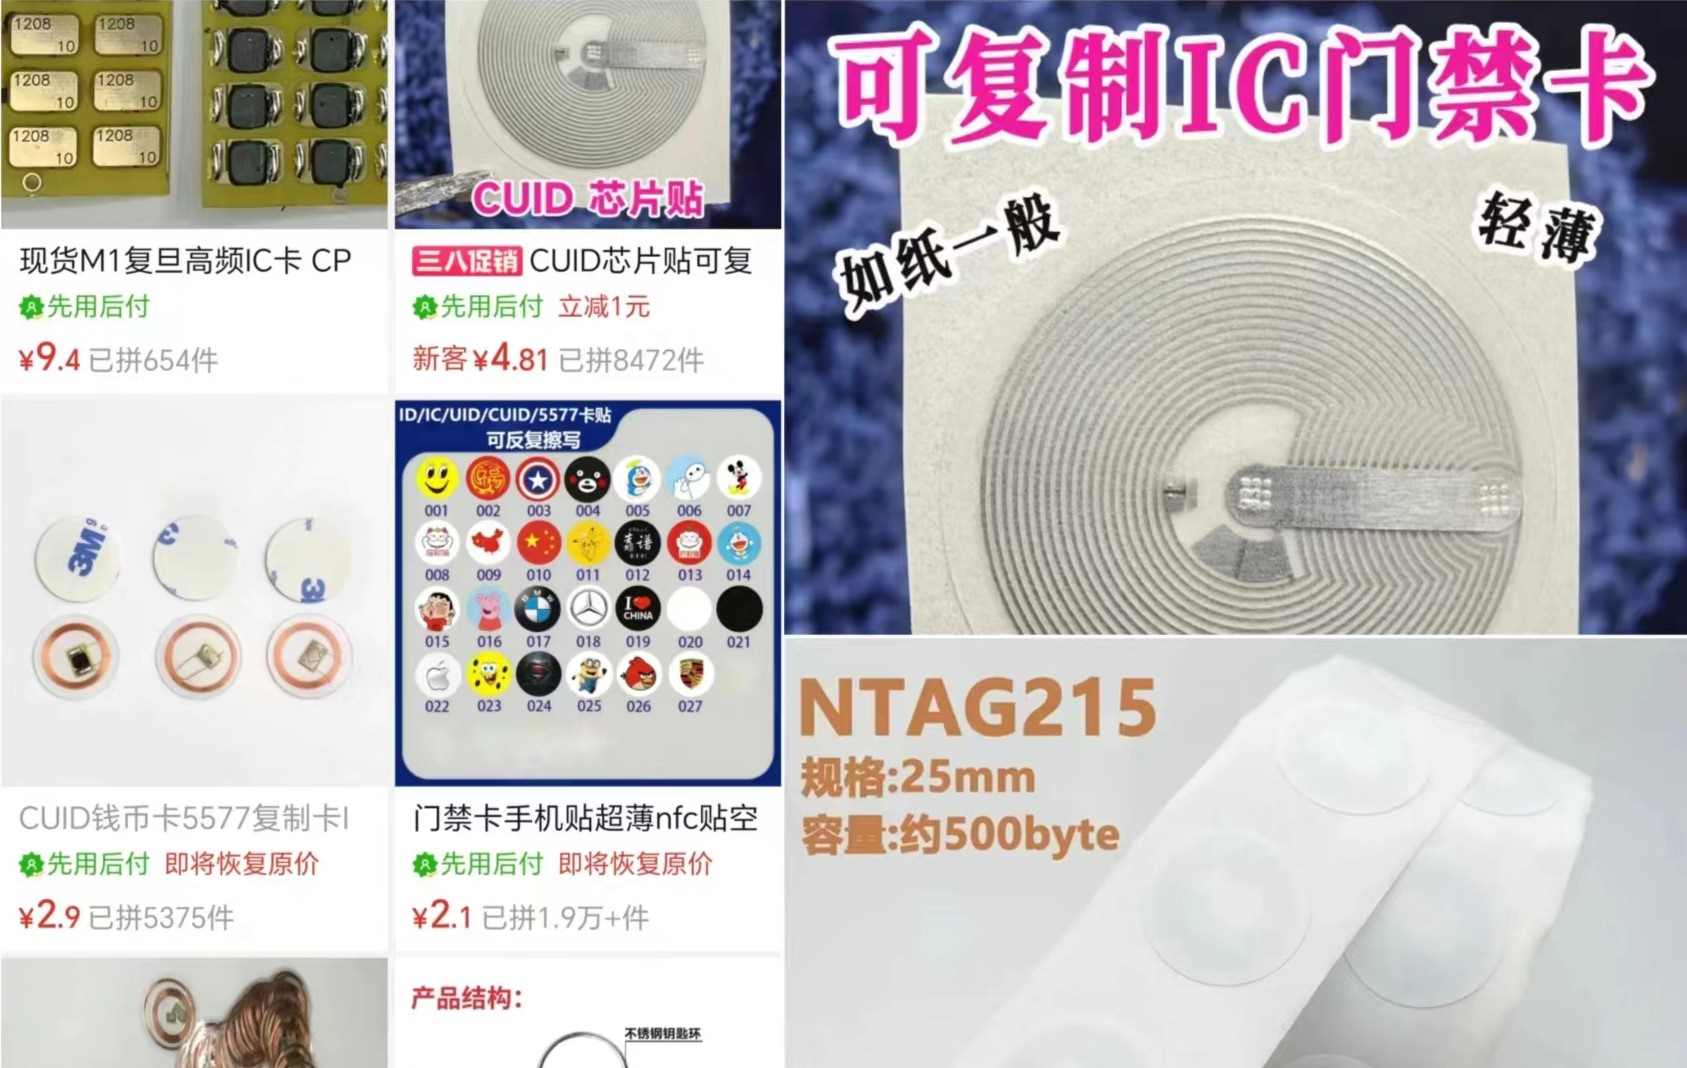 1208
10
1208
10
1208
10
1208
10
1208
10
1208
10
现货M1复旦高频IC卡 CP
先用后付
¥9.4 已拼654件
CUID 芯片贴
三八促销 CUID芯片贴可复
先用后付 立减1元
新客¥4.81 已拼8472件
3M
CUID钱币卡5577复制卡I
先用后付 即将恢复原价
¥2.9 已拼5375件
ID/IC/UID/CUID/5577卡贴
可反复擦写
001 002 003 004 005 006 007
008 009 010 011 012 013 014
I
CHINA
015 016 017 018 019 020 021
022 023 024 025 026 027
门禁卡手机贴超薄nfc贴空
先用后付 即将恢复原价
¥2.1 已拼1.9万+件
产品结构：
不锈钢钥匙环
可复制IC门禁卡
如纸一般
轻薄
NTAG215
规格:25mm
容量:约500byte